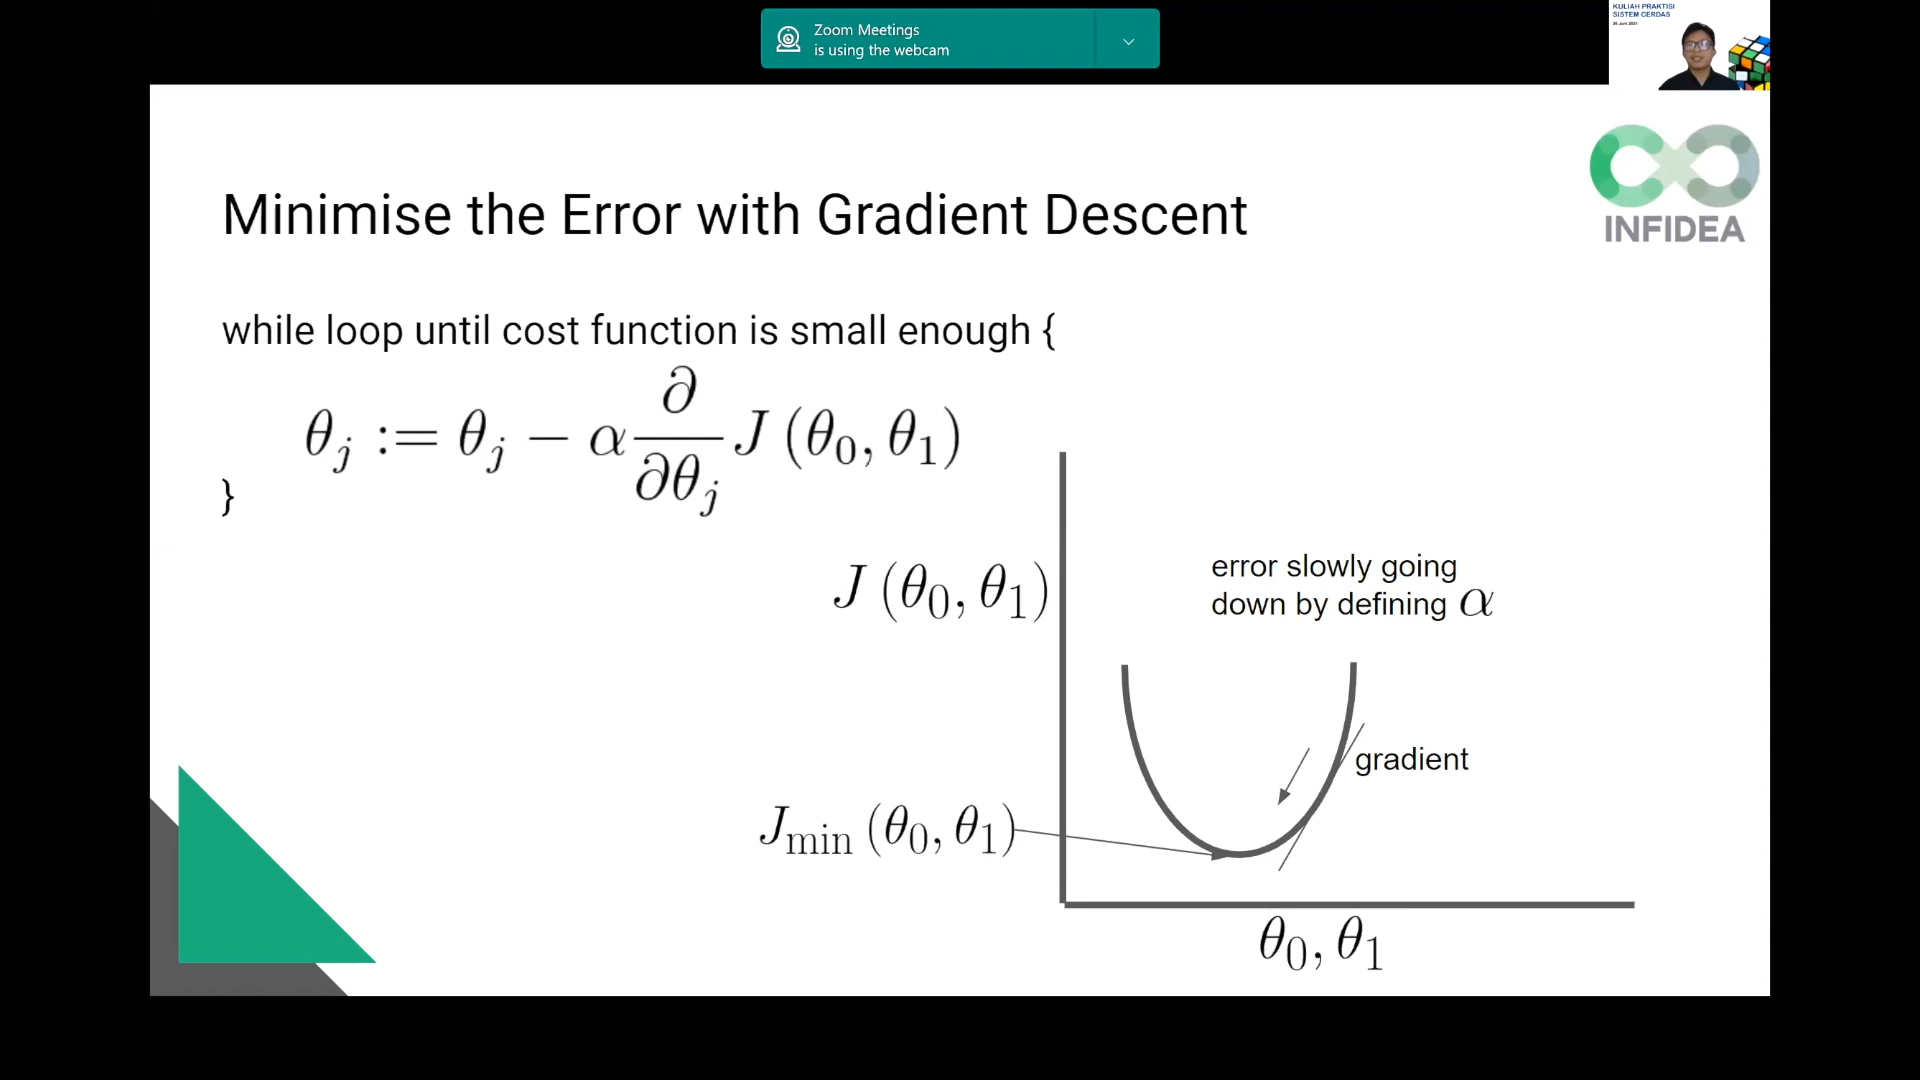 Zoom Meetings
is using the webcam
KULIAH PRAKTISI
SISTEM CERDAS
INFIDEA
Minimise the Error with Gradient Descent
while loop until cost function is small enough {
θj := θj − α ∂/∂θj J (θ0, θ1)
}
J (θ0, θ1)
error slowly going
down by defining α
gradient
Jmin (θ0, θ1)
θ0, θ1